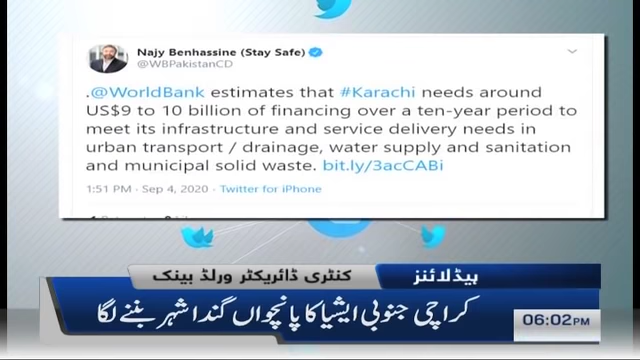 Najy Benhassine (Stay Safe)
@WBPakistanCD
.@WorldBank estimates that #Karachi needs around
US$9 to 10 billion of financing over a ten-year period to
meet its infrastructure and service delivery needs in
urban transport / drainage, water supply and sanitation
and municipal solid waste. bit.ly/3acCABi
1:51 PM · Sep 4, 2020 · Twitter for iPhone
ہیڈلائنز
کنٹری ڈائریکٹر ورلڈ بینک
کراچی جنوبی ایشیا کا پانچواں گندا شہر بننے لگا
06:02PM